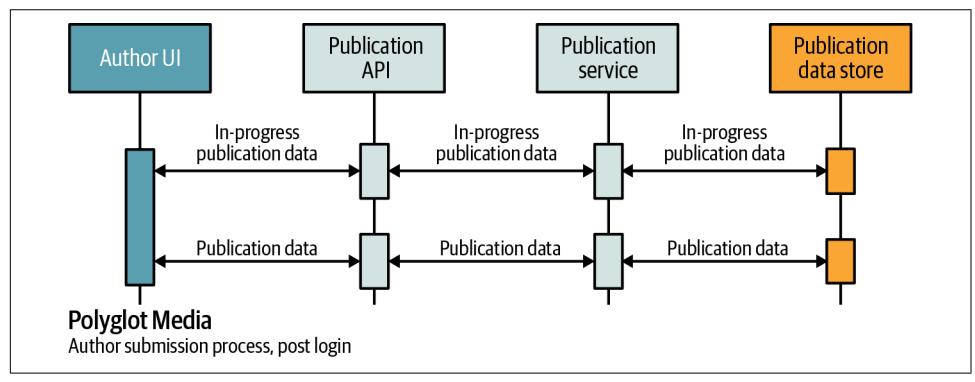 Author UI
Publication
API
Publication
service
Publication
data store
In-progress
publication data
In-progress
publication data
In-progress
publication data
Publication data
Publication data
Publication data
Polyglot Media
Author submission process, post login